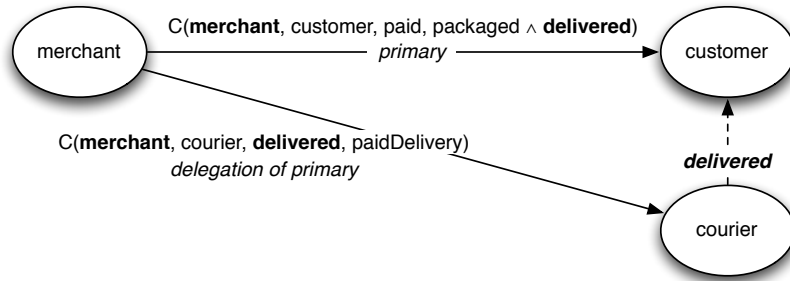 C(merchant, customer, paid, packaged ∧ delivered)
merchant
primary
customer
C(merchant, courier, delivered, paidDelivery)
delegation of primary
delivered
courier